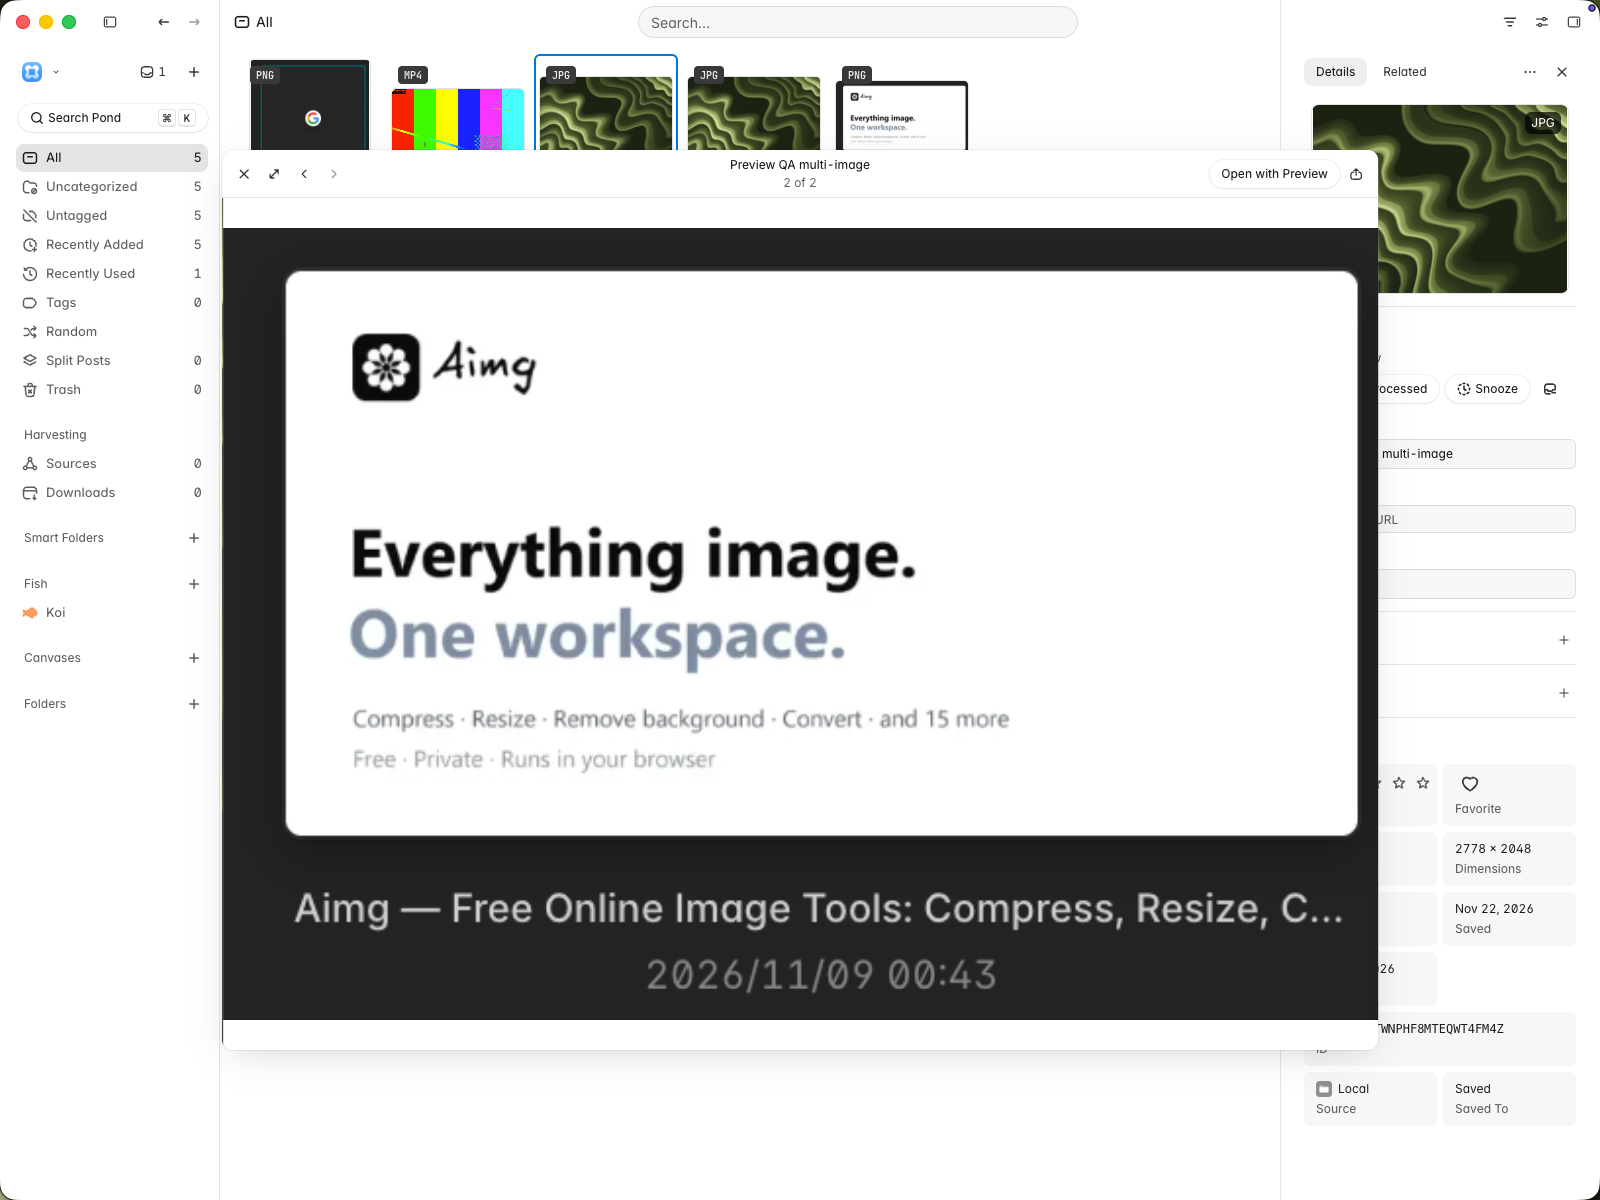 All
Search...
1
Search Pond
⌘ K
All 5
Uncategorized 5
Untagged 5
Recently Added 5
Recently Used 1
Tags 0
Random
Split Posts 0
Trash 0
Harvesting
Sources 0
Downloads 0
Smart Folders
Fish
Koi
Canvases
Folders
PNG
MP4
JPG
JPG
PNG
Aimg
Everything image.
One workspace.
Preview QA multi-image
2 of 2
Open with Preview
Aimg
Everything image.
One workspace.
Compress · Resize · Remove background · Convert · and 15 more
Free · Private · Runs in your browser
Aimg — Free Online Image Tools: Compress, Resize, C...
2026/11/09 00:43
Details
Related
JPG
ocessed
Snooze
multi-image
URL
Favorite
2778 × 2048
Dimensions
Nov 22, 2026
Saved
26
WNPHF8MTEQWT4FM4Z
ID
Local
Source
Saved
Saved To